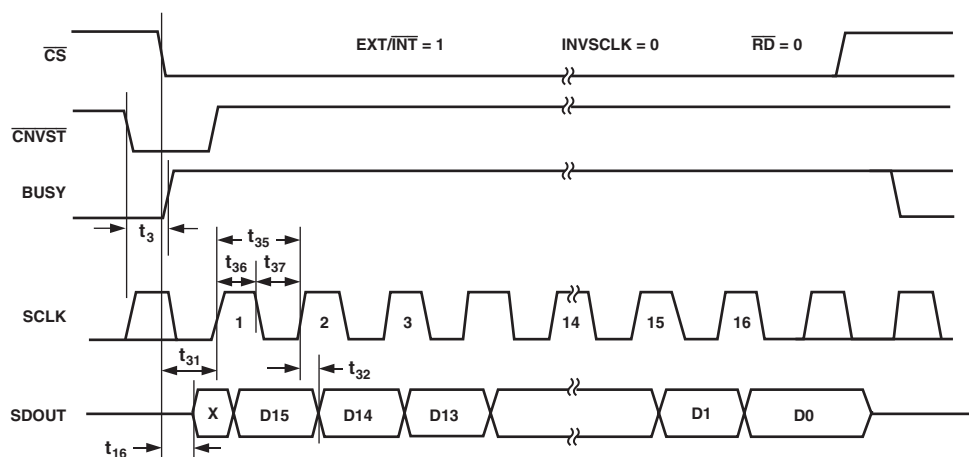 CS EXT/INT = 1 INVSCLK = 0 RD = 0
CNVST
BUSY
t3 t35
t36 t37
SCLK 1 2 3 14 15 16
t31 t32
SDOUT X D15 D14 D13 D1 D0
t16